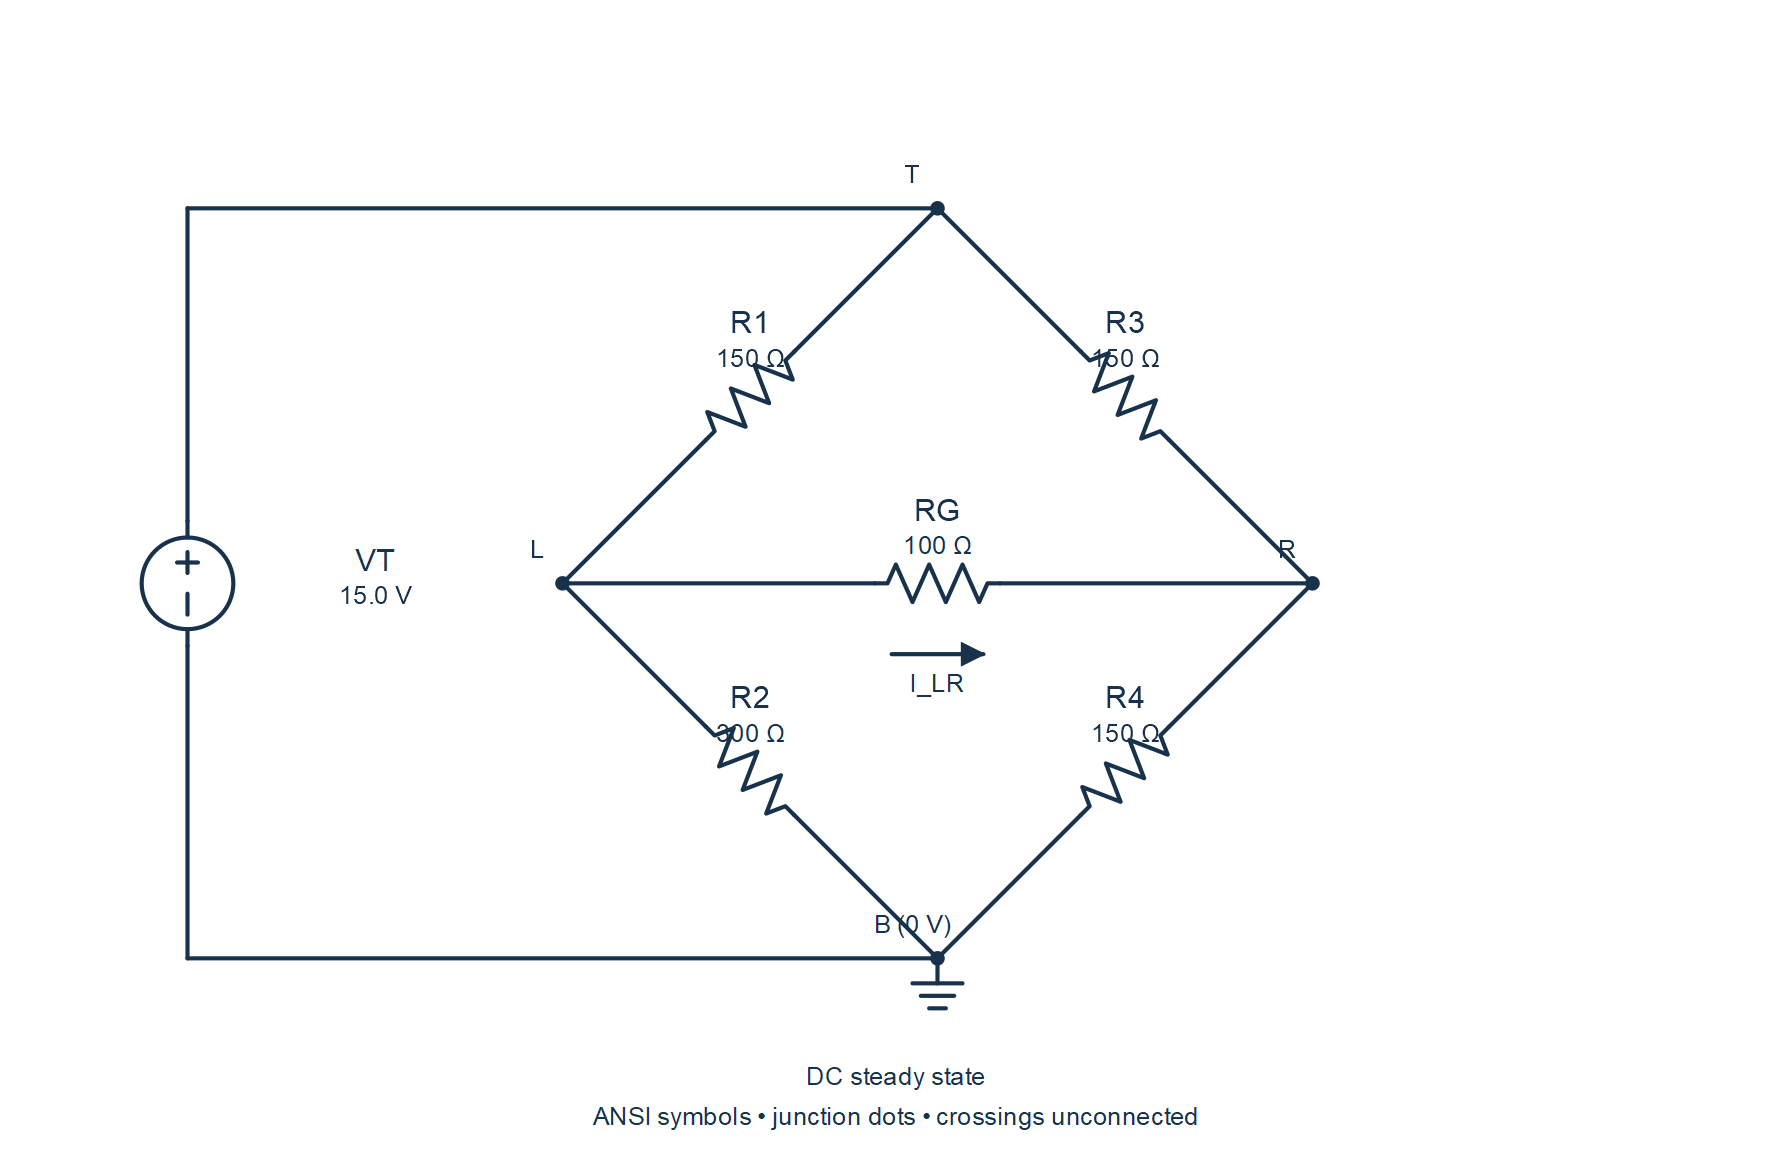 T
R1
150 Ω
R3
150 Ω
RG
100 Ω
L
R
VT
15.0 V
I_LR
R2
300 Ω
R4
150 Ω
B (0 V)
DC steady state
ANSI symbols • junction dots • crossings unconnected